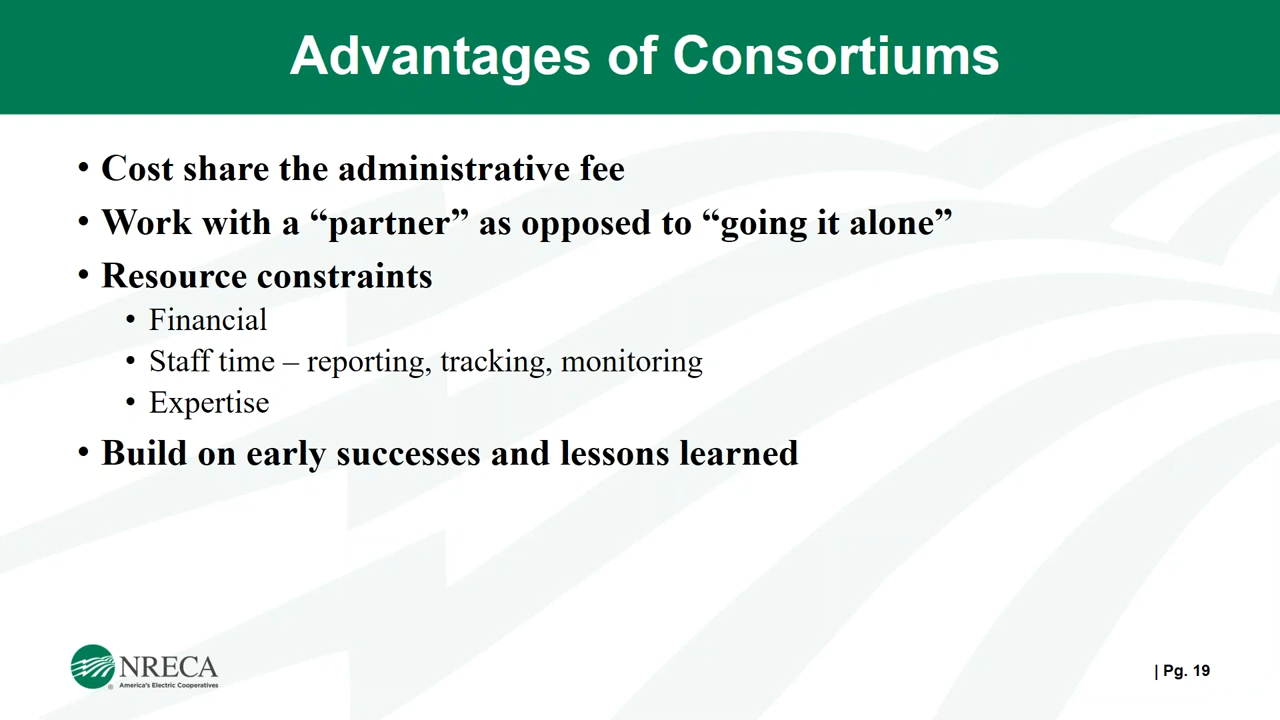 Advantages of Consortiums
• Cost share the administrative fee
• Work with a “partner” as opposed to “going it alone”
• Resource constraints
• Financial
• Staff time – reporting, tracking, monitoring
• Expertise
• Build on early successes and lessons learned
NRECA
® America's Electric Cooperatives
| Pg. 19